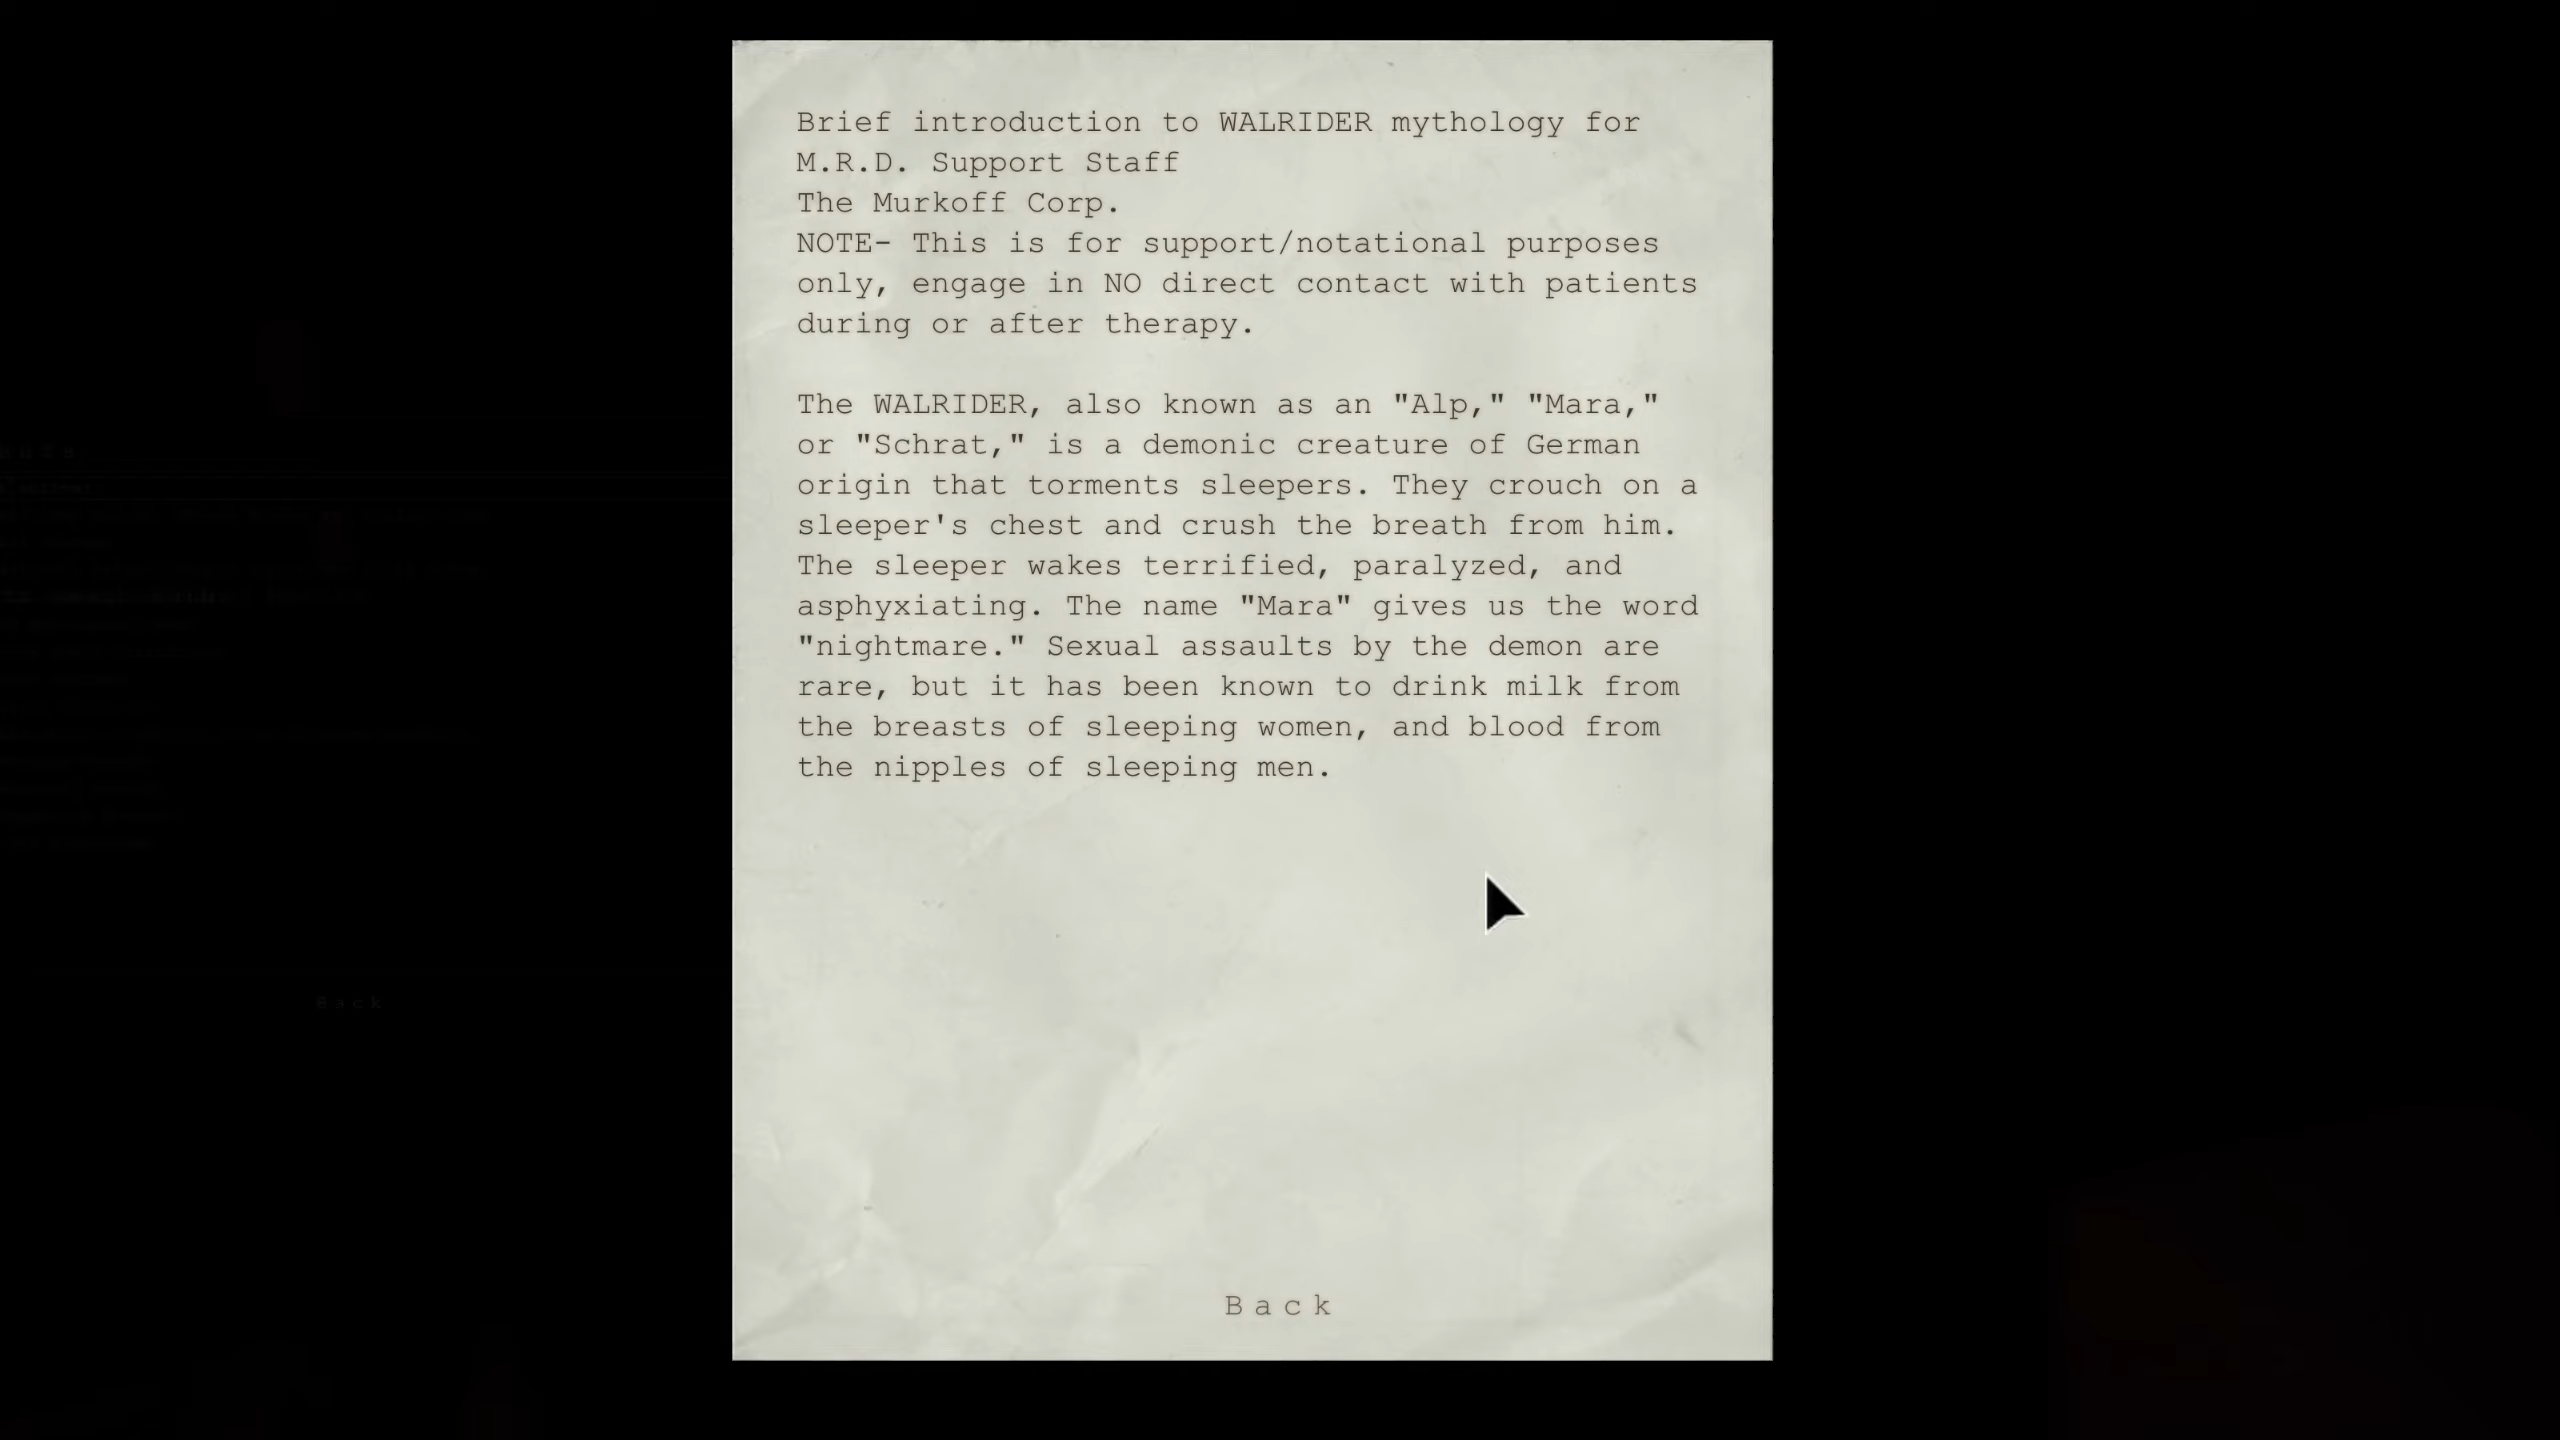 Brief introduction to WALRIDER mythology for
M.R.D. Support Staff
The Murkoff Corp.
NOTE- This is for support/notational purposes
only, engage in NO direct contact with patients
during or after therapy.
The WALRIDER, also known as an "Alp," "Mara,"
or "Schrat," is a demonic creature of German
origin that torments sleepers. They crouch on a
sleeper's chest and crush the breath from him.
The sleeper wakes terrified, paralyzed, and
asphyxiating. The name "Mara" gives us the word
"nightmare." Sexual assaults by the demon are
rare, but it has been known to drink milk from
the breasts of sleeping women, and blood from
the nipples of sleeping men.
Back
Back